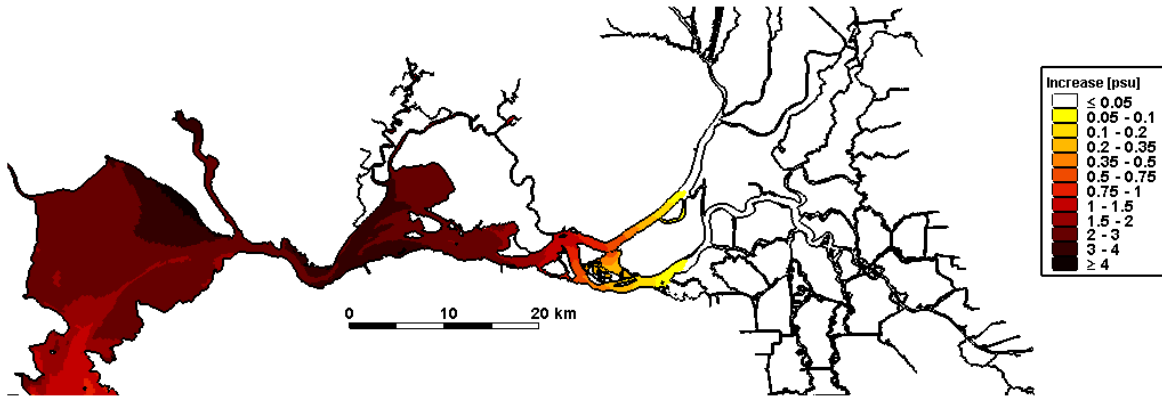 Increase [psu]
≤ 0.05
0.05 - 0.1
0.1 - 0.2
0.2 - 0.35
0.35 - 0.5
0.5 - 0.75
0.75 - 1
1 - 1.5
1.5 - 2
2 - 3
3 - 4
≥ 4
0 10 20 km